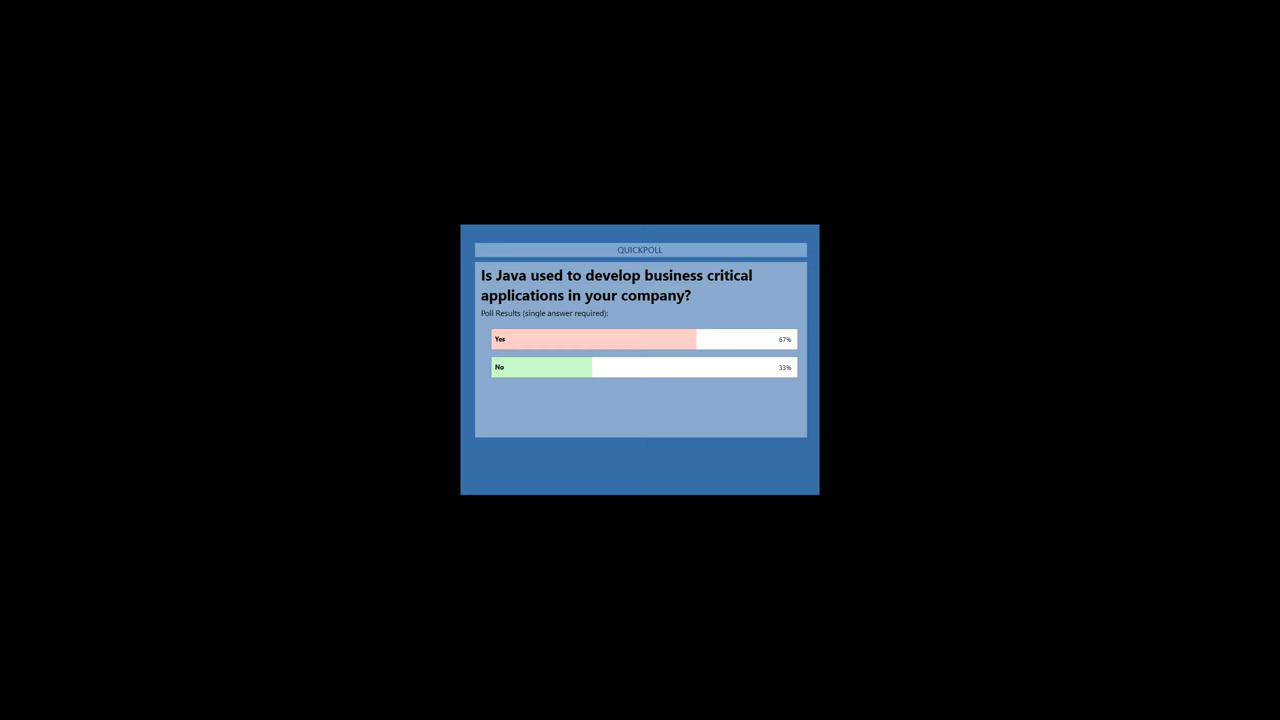 QUICKPOLL
Is Java used to develop business critical
applications in your company?
Poll Results (single answer required):
Yes 67%
No 33%